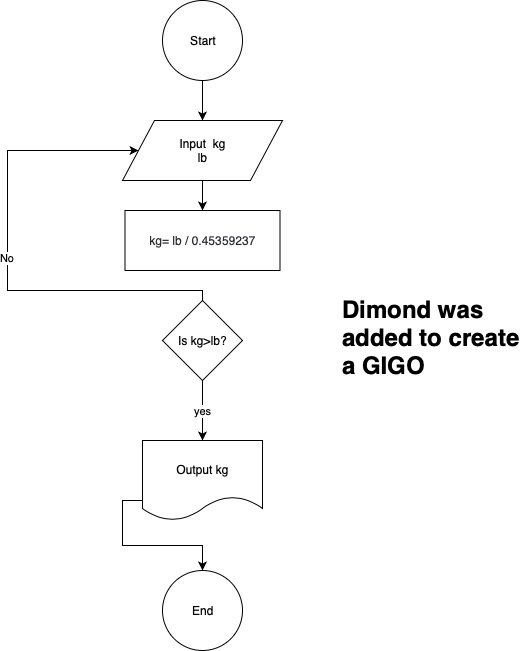 Start
Input kg
lb
kg= lb / 0.45359237
No
Is kg>lb?
Dimond was
added to create
a GIGO
yes
Output kg
End